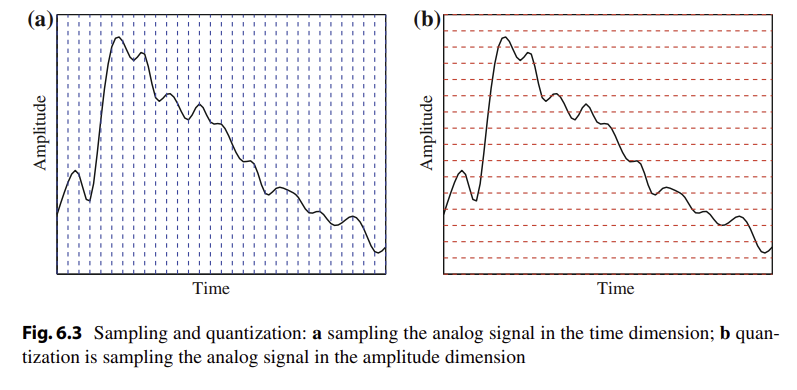 (a)
Amplitude
Time
(b)
Amplitude
Time
Fig. 6.3 Sampling and quantization: a sampling the analog signal in the time dimension; b quan-
tization is sampling the analog signal in the amplitude dimension